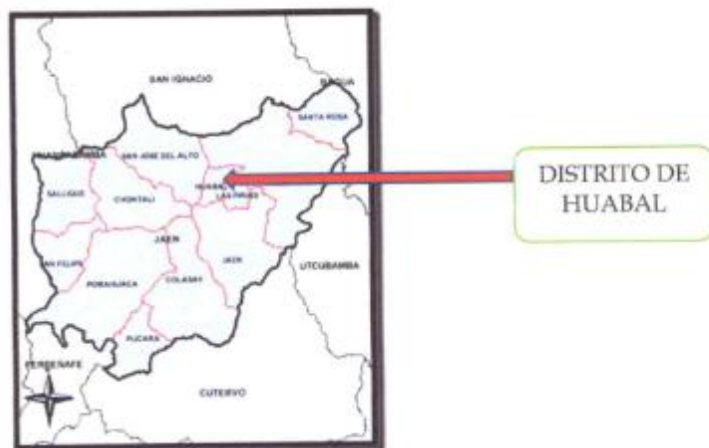 SAN IGNACIO
BAGUA
SANTA ROSA
SAN JOSE DEL ALTO
HUABAL
LAS PIRIAS
SALLIQUE
CHONTALI
JAEN
JAEN
SAN FELIPE
POMAHUACA
COLASAY
UTCUBAMBA
PUCARA
FERREÑAFE
CUTERVO
DISTRITO DE
HUABAL